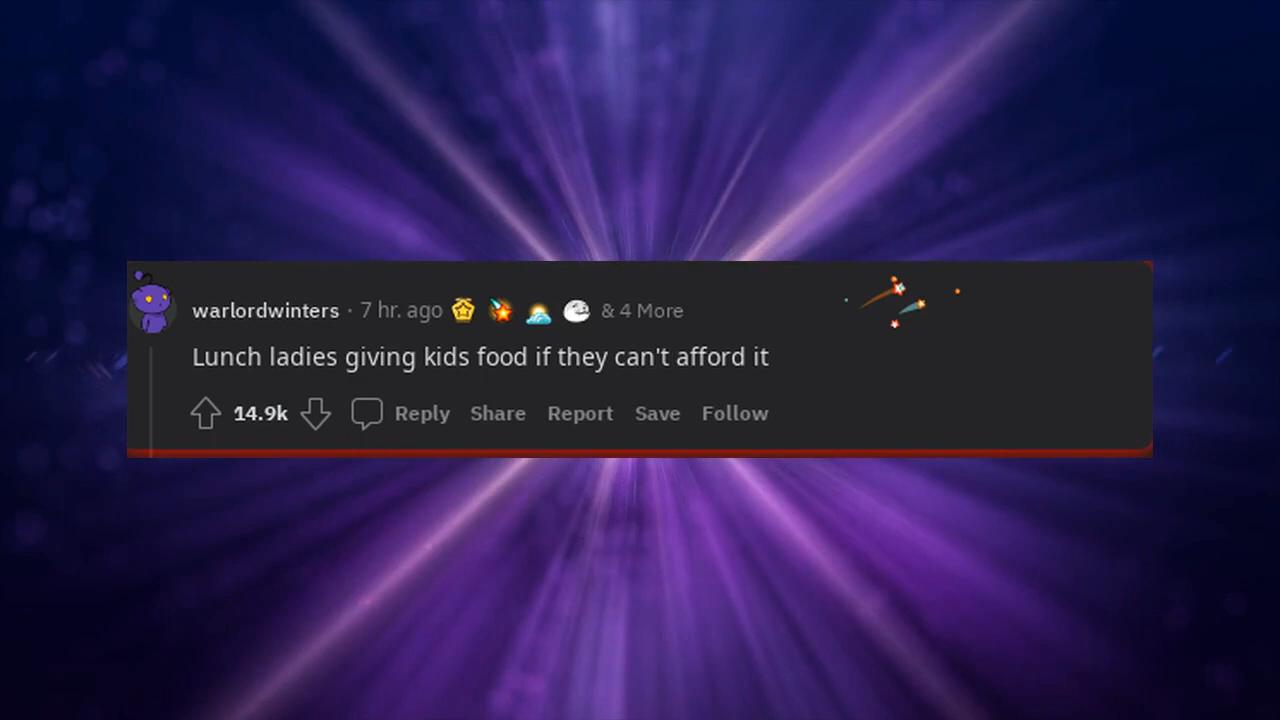 warlordwinters · 7 hr. ago & 4 More
Lunch ladies giving kids food if they can't afford it
14.9k Reply Share Report Save Follow